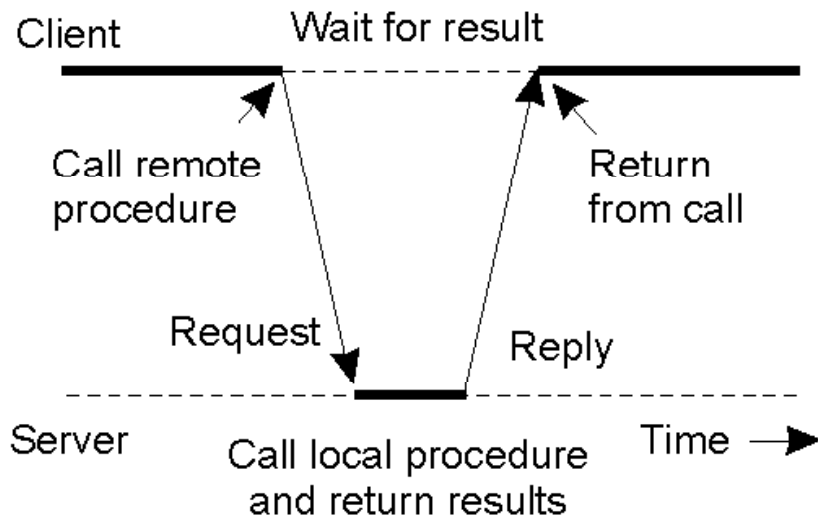 Client
Wait for result
Call remote
procedure
Return
from call
Request
Reply
Server
Call local procedure
and return results
Time